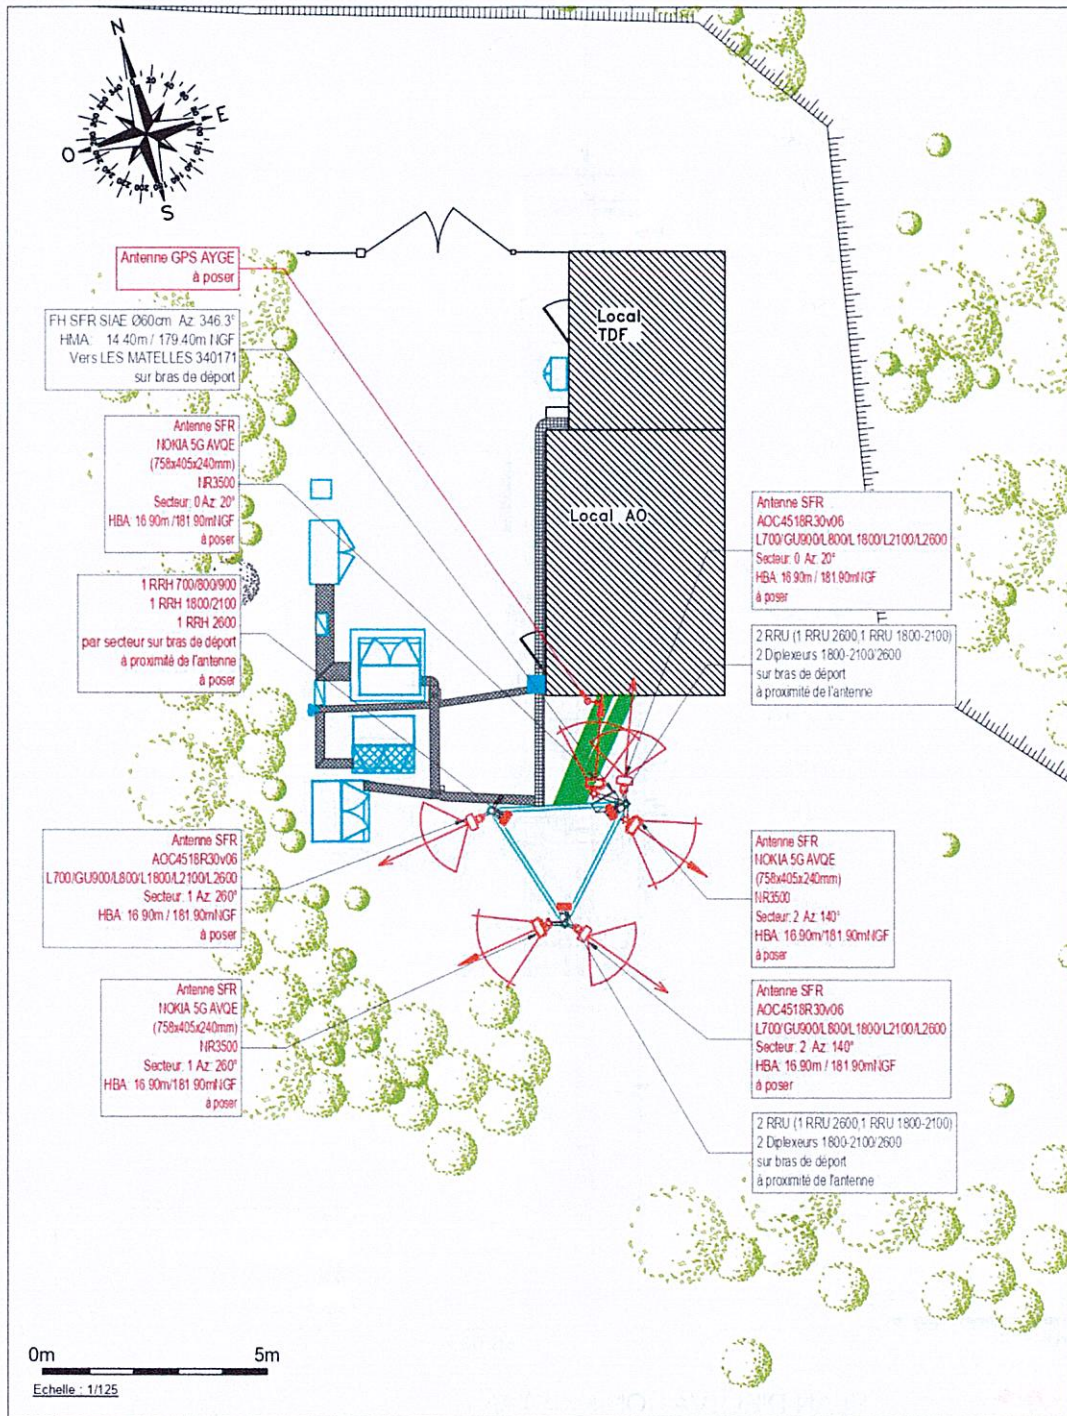 N
E
O
S
Antenne GPS AYGE
à poser
FH SFR SIAE Ø60cm Az: 346.3°
HMA: 14.40m / 179.40m NGF
Vers LES MATELLES 340171
sur bras de déport
Antenne SFR
NOKIA 5G AVQE
(758x405x240mm)
NR3500
Secteur: 0 Az: 20°
HBA: 16.90m /181.90mNGF
à poser
1 RRH 700/800/900
1 RRH 1800/2100
1 RRH 2600
par secteur sur bras de déport
à proximité de l'antenne
à poser
Local
TDF
Local AO
Antenne SFR
AOC4518R30v06
L700/GU900/L800/L1800/L2100/L2600
Secteur: 0 Az: 20°
HBA: 16.90m / 181.90mNGF
à poser
2 RRU (1 RRU 2600,1 RRU 1800-2100)
2 Diplexeurs 1800-2100/2600
sur bras de déport
à proximité de l'antenne
Antenne SFR
AOC4518R30v06
L700/GU900/L800/L1800/L2100/L2600
Secteur: 1 Az: 260°
HBA: 16.90m / 181.90mNGF
à poser
Antenne SFR
NOKIA 5G AVQE
(758x405x240mm)
NR3500
Secteur: 2 Az: 140°
HBA: 16.90m/181.90mNGF
à poser
Antenne SFR
NOKIA 5G AVQE
(758x405x240mm)
NR3500
Secteur: 1 Az: 260°
HBA: 16.90m/181.90mNGF
à poser
Antenne SFR
AOC4518R30v06
L700/GU900/L800/L1800/L2100/L2600
Secteur: 2 Az: 140°
HBA: 16.90m / 181.90mNGF
à poser
2 RRU (1 RRU 2600,1 RRU 1800-2100)
2 Diplexeurs 1800-2100/2600
sur bras de déport
à proximité de l'antenne
0m 5m
Echelle : 1/125